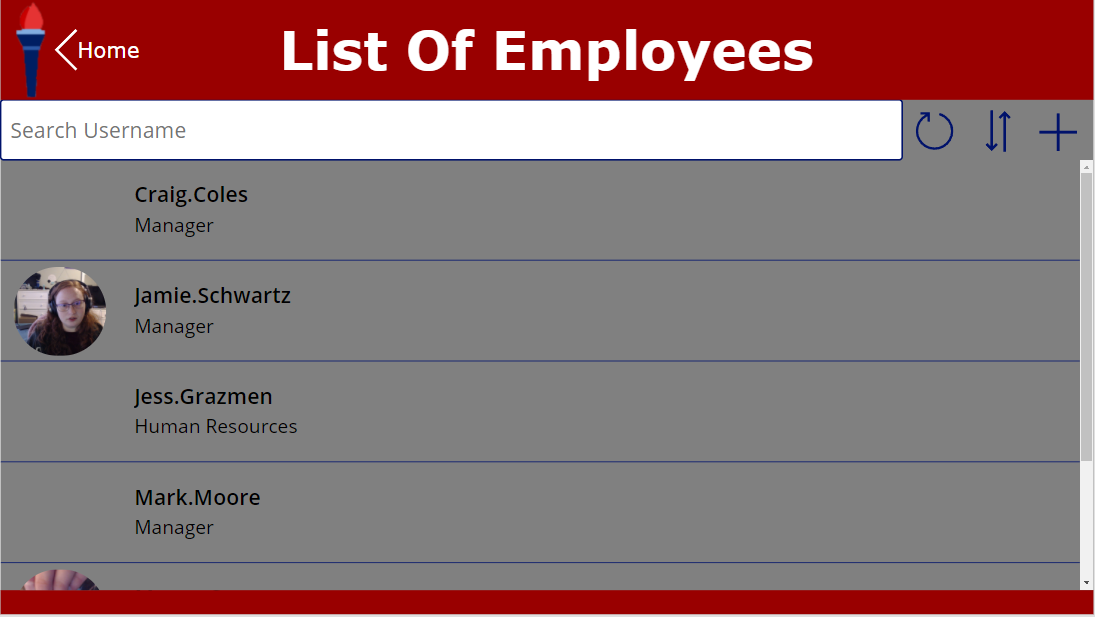 Home
List Of Employees
Search Username
Craig.Coles
Manager
Jamie.Schwartz
Manager
Jess.Grazmen
Human Resources
Mark.Moore
Manager